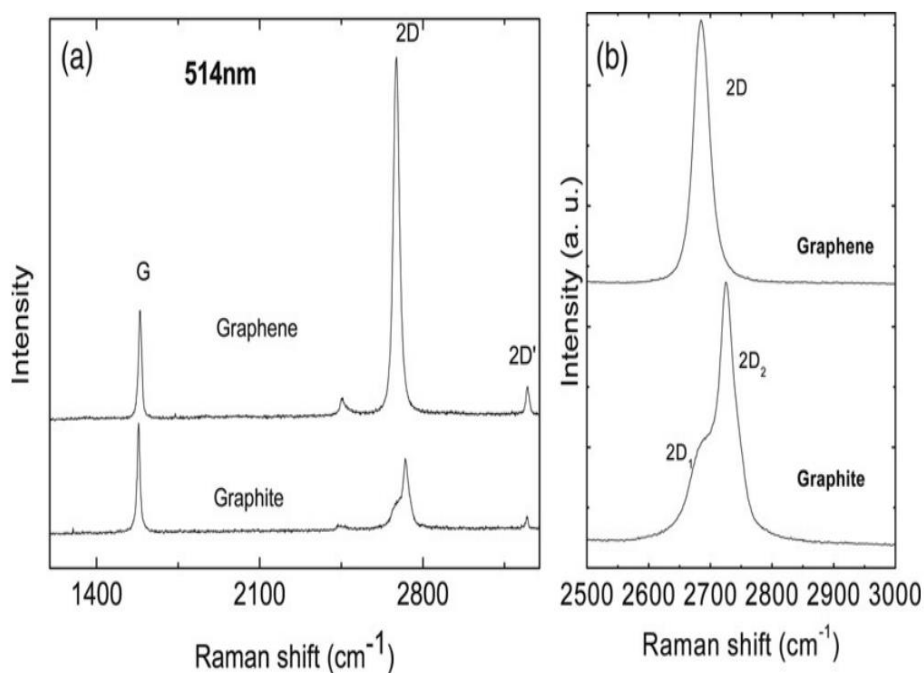 (a)
514nm
2D
G
Graphene
2D'
Graphite
Intensity
1400 2100 2800
Raman shift (cm⁻¹)
(b)
2D
Graphene
2D₂
2D₁
Graphite
Intensity (a. u.)
2500 2600 2700 2800 2900 3000
Raman shift (cm⁻¹)